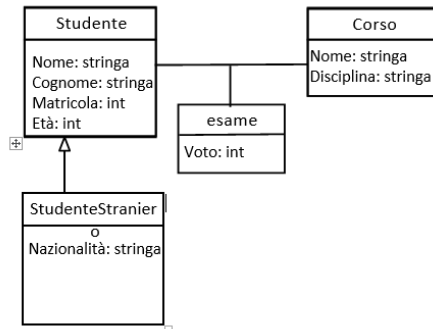 Studente
Nome: stringa
Cognome: stringa
Matricola: int
Età: int
Corso
Nome: stringa
Disciplina: stringa
esame
Voto: int
StudenteStranier
o
Nazionalità: stringa